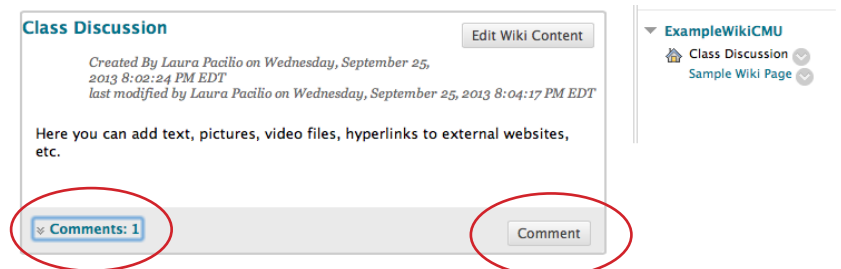 Class Discussion
Edit Wiki Content
Created By Laura Pacilio on Wednesday, September 25,
2013 8:02:24 PM EDT
last modified by Laura Pacilio on Wednesday, September 25, 2013 8:04:17 PM EDT
Here you can add text, pictures, video files, hyperlinks to external websites,
etc.
Comments: 1
Comment
ExampleWikiCMU
Class Discussion
Sample Wiki Page